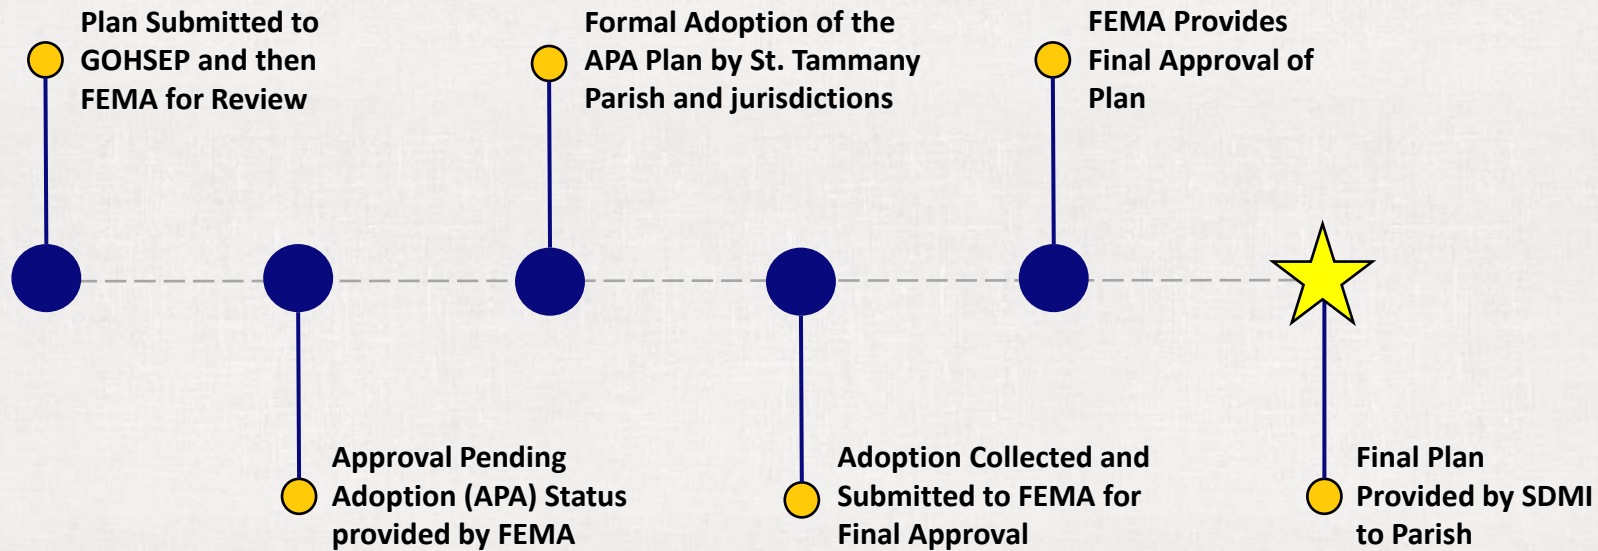 Plan Submitted to
GOHSEP and then
FEMA for Review
Approval Pending
Adoption (APA) Status
provided by FEMA
Formal Adoption of the
APA Plan by St. Tammany
Parish and jurisdictions
Adoption Collected and
Submitted to FEMA for
Final Approval
FEMA Provides
Final Approval of
Plan
Final Plan
Provided by SDMI
to Parish